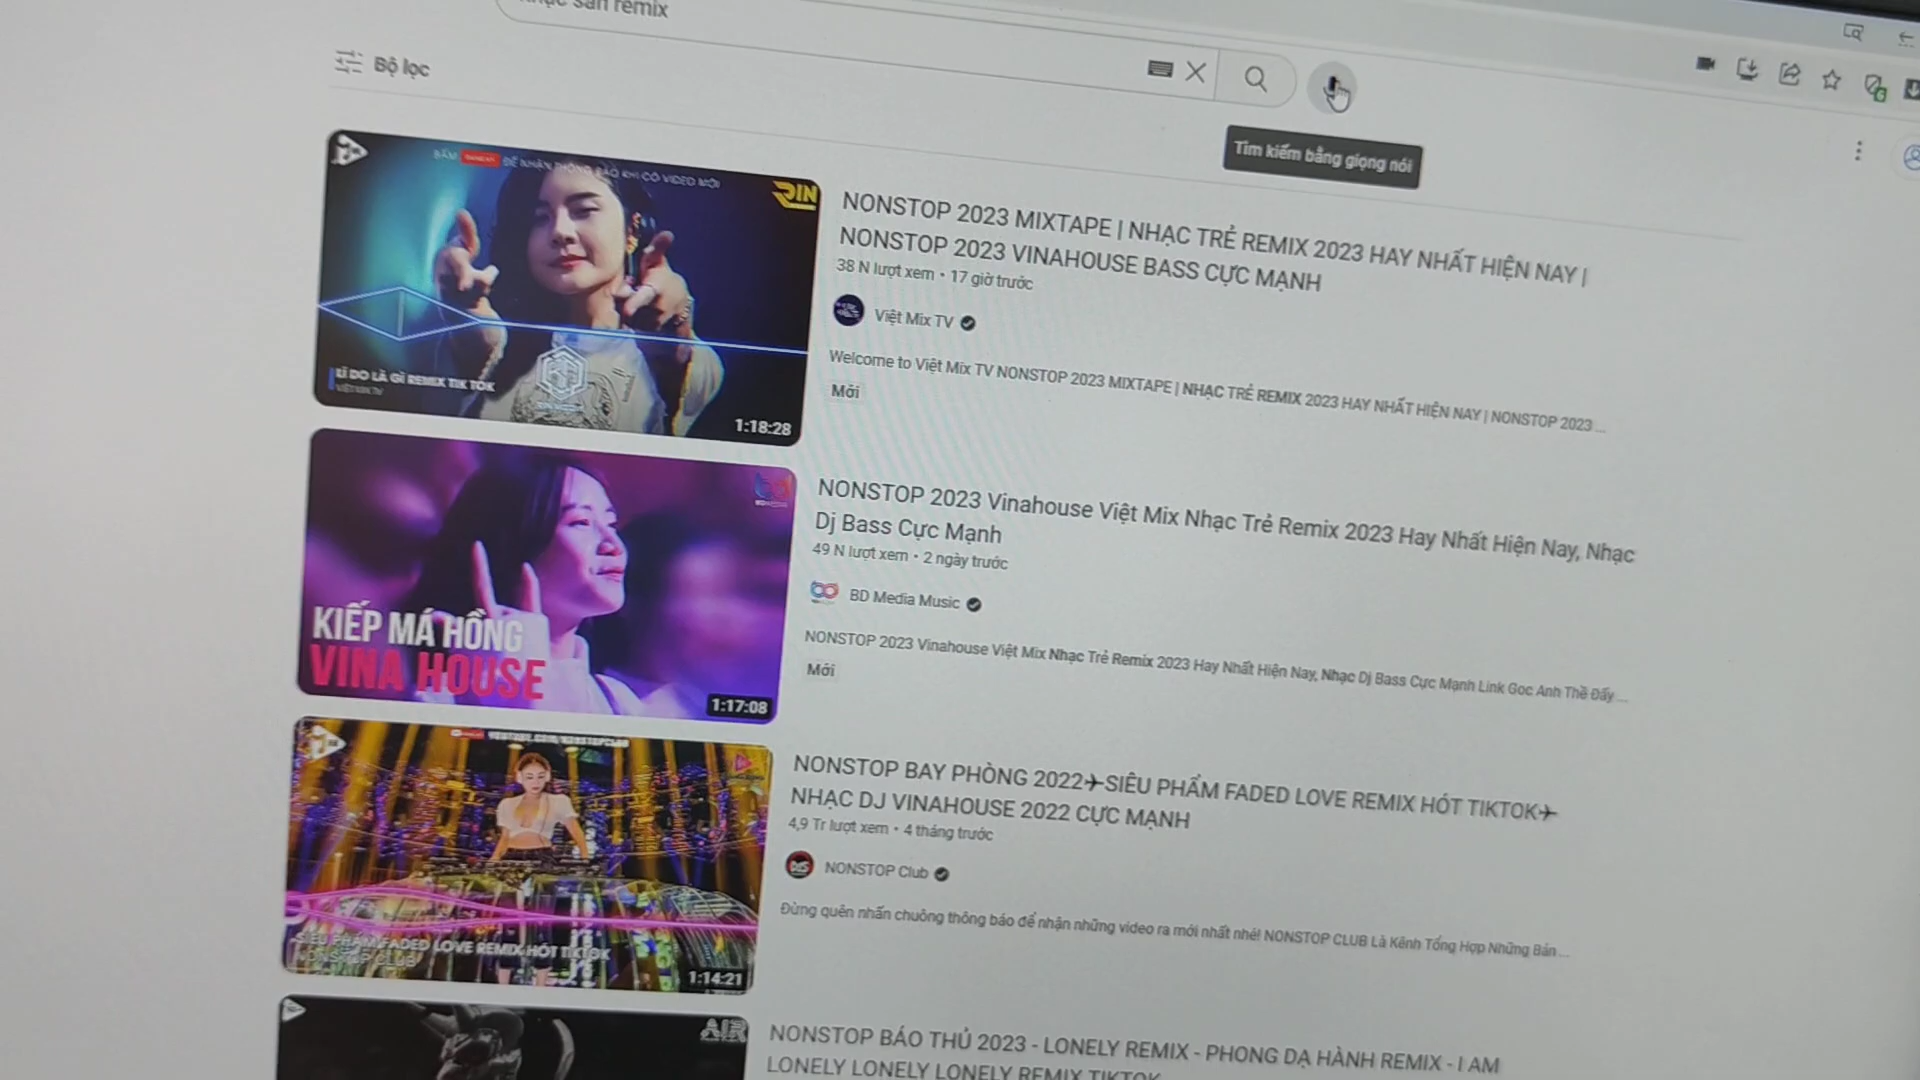 sàn remix
Bộ lọc
Tìm kiếm bằng giọng nói
BẤM ĐỂ NHẬN THÔNG BÁO KHI CÓ VIDEO MỚI
RIN
LÍ DO LÀ GÌ REMIX TIK TOK
VIỆT MIX TV
1:18:28
NONSTOP 2023 MIXTAPE | NHẠC TRẺ REMIX 2023 HAY NHẤT HIỆN NAY |
NONSTOP 2023 VINAHOUSE BASS CỰC MẠNH
38 N lượt xem • 17 giờ trước
Việt Mix TV
Welcome to Việt Mix TV NONSTOP 2023 MIXTAPE | NHẠC TRẺ REMIX 2023 HAY NHẤT HIỆN NAY | NONSTOP 2023 ...
Mới
KIẾP MÁ HỒNG
VINA HOUSE
1:17:08
NONSTOP 2023 Vinahouse Việt Mix Nhạc Trẻ Remix 2023 Hay Nhất Hiện Nay, Nhạc
Dj Bass Cực Mạnh
49 N lượt xem • 2 ngày trước
BD Media Music
NONSTOP 2023 Vinahouse Việt Mix Nhạc Trẻ Remix 2023 Hay Nhất Hiện Nay, Nhạc Dj Bass Cực Mạnh Link Goc Anh Thề Đấy ...
Mới
SIÊU PHẨM FADED LOVE REMIX HÓT TIKTOK
NONSTOP CLUB
1:14:21
NONSTOP BAY PHÒNG 2022✈SIÊU PHẨM FADED LOVE REMIX HÓT TIKTOK✈
NHẠC DJ VINAHOUSE 2022 CỰC MẠNH
4,9 Tr lượt xem • 4 tháng trước
NONSTOP Club
Đừng quên nhấn chuông thông báo để nhận những video ra mới nhất nhé! NONSTOP CLUB Là Kênh Tổng Hợp Những Bản ...
AIR
NONSTOP BÁO THỦ 2023 - LONELY REMIX - PHONG DẠ HÀNH REMIX - I AM
LONELY LONELY LONELY REMIX TIKTOK